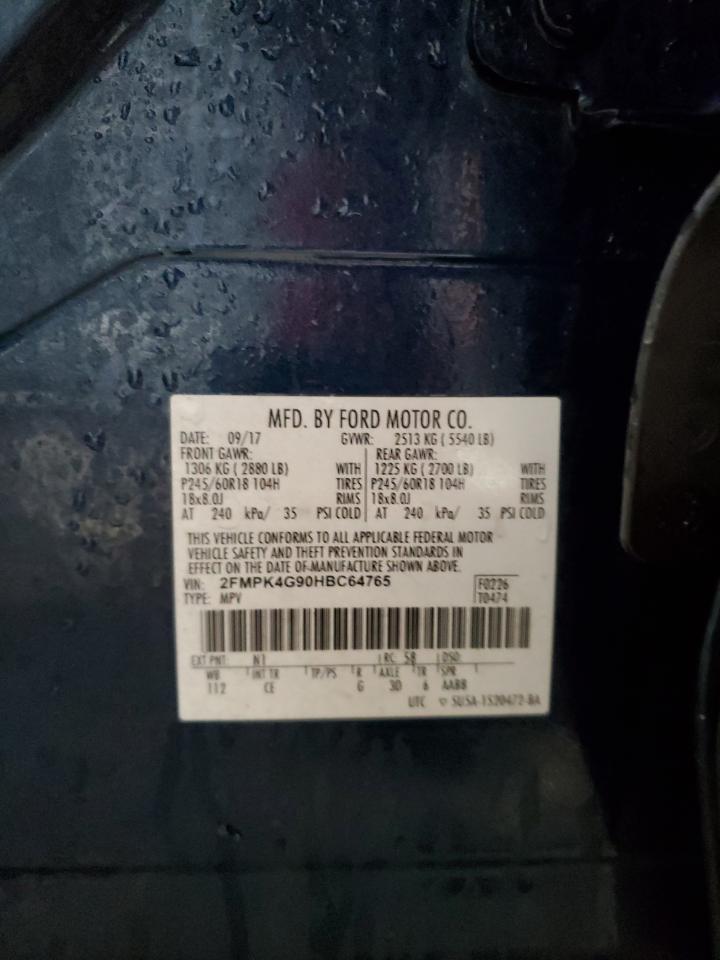 MFD. BY FORD MOTOR CO.
DATE: 09/17 GVWR: 2513 KG ( 5540 LB)
FRONT GAWR: REAR GAWR:
1306 KG ( 2880 LB) WITH 1225 KG ( 2700 LB) WITH
P245/60R18 104H TIRES P245/60R18 104H TIRES
18x8.0J RIMS 18x8.0J RIMS
AT 240 kPa/ 35 PSI COLD AT 240 kPa/ 35 PSI COLD
THIS VEHICLE CONFORMS TO ALL APPLICABLE FEDERAL MOTOR
VEHICLE SAFETY AND THEFT PREVENTION STANDARDS IN
EFFECT ON THE DATE OF MANUFACTURE SHOWN ABOVE.
VIN: 2FMPK4G90HBC64765 F0226
TYPE: MPV T0474
EXT PNT: N1 RC: 58 DSO:
WB INT TR TP/PS R AXLE TR SPR
112 CE G 30 6 AABB
UTC ▽ 5U5A-1520472-BA